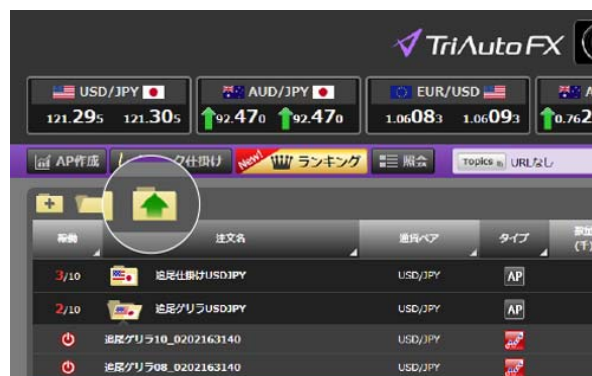 TriAuto FX
USD/JPY AUD/JPY EUR/USD
121.295 121.305 92.470 92.470 1.06083 1.06093 0.762
AP作成 ク仕掛け New! ランキング 照会 Topics URLなし
稼働 注文名 通貨ペア タイプ
(千)
3/10 追尾仕掛けUSDJPY USD/JPY AP
2/10 追尾ゲリラUSDJPY USD/JPY AP
追尾ゲリラ10_0202163140 USD/JPY
追尾ゲリラ08_0202163140 USD/JPY